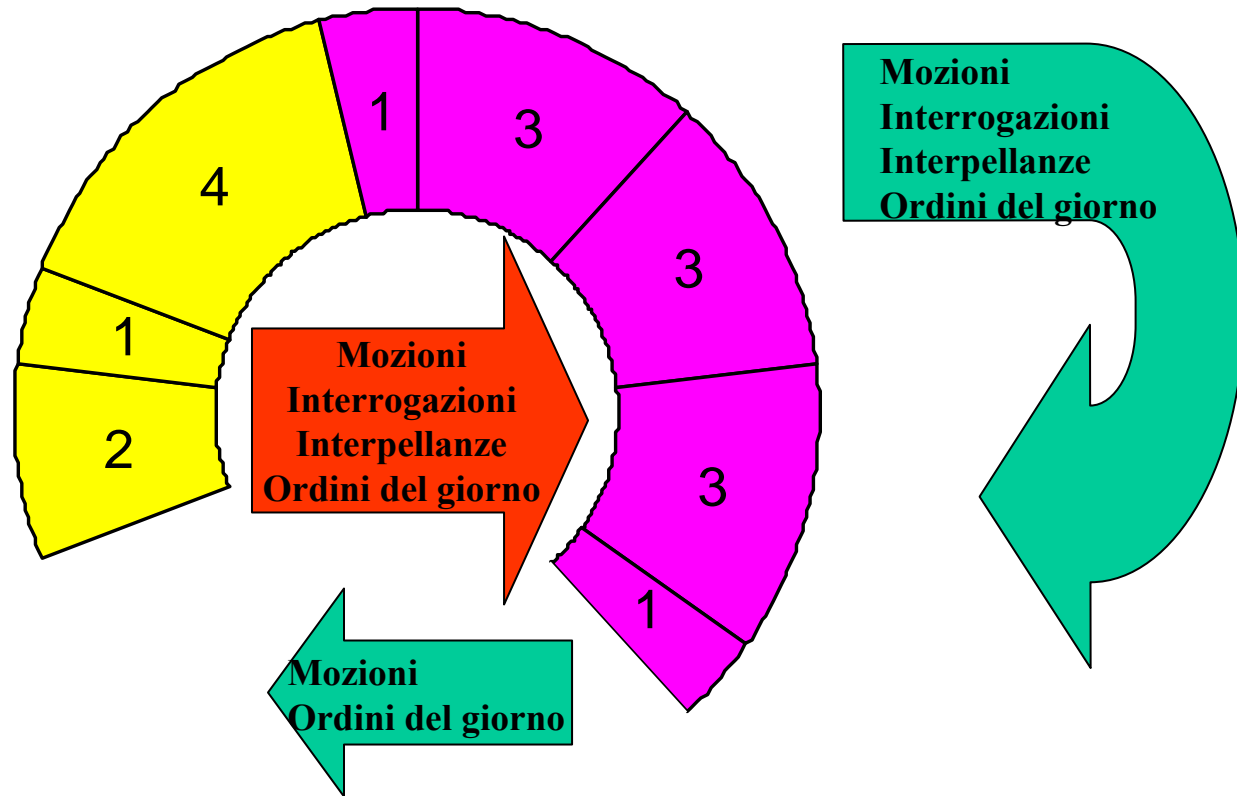 1
3
4
3
1
2
3
1
Mozioni
Interrogazioni
Interpellanze
Ordini del giorno
Mozioni
Ordini del giorno
Mozioni
Interrogazioni
Interpellanze
Ordini del giorno